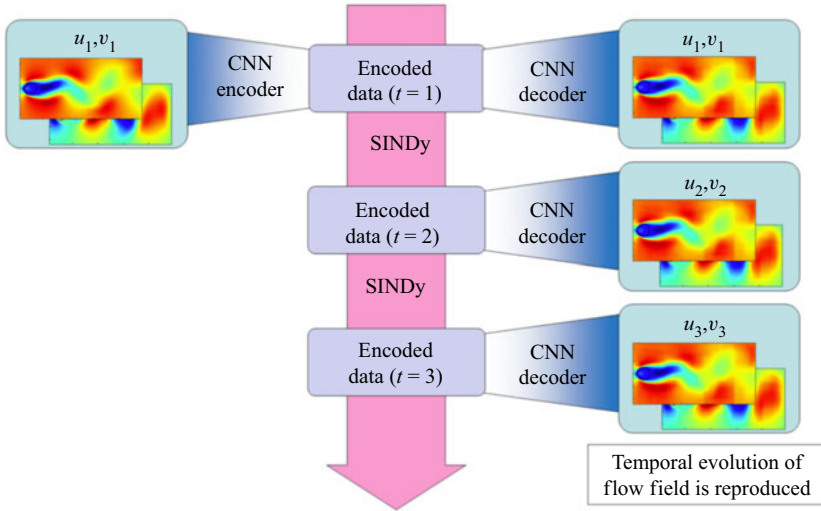 u1,v1
CNN
encoder
Encoded
data (t = 1)
CNN
decoder
u1,v1
SINDy
Encoded
data (t = 2)
CNN
decoder
u2,v2
SINDy
Encoded
data (t = 3)
CNN
decoder
u3,v3
Temporal evolution of
flow field is reproduced